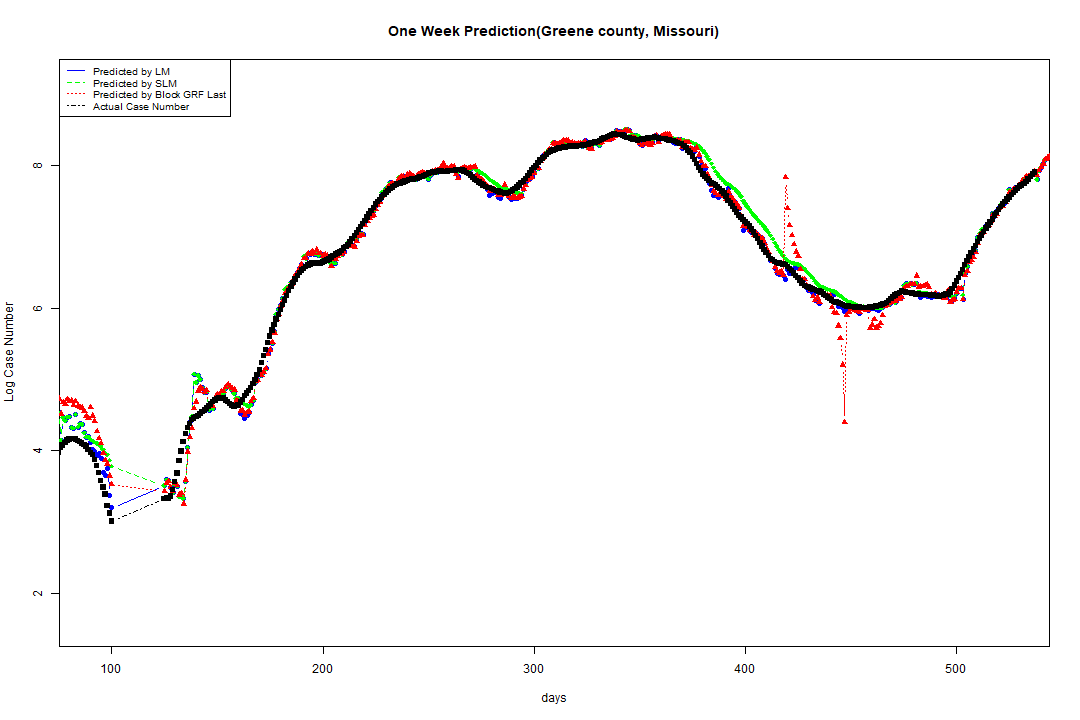 One Week Prediction(Greene county, Missouri)
Predicted by LM
Predicted by SLM
Predicted by Block GRF Last
Actual Case Number
8
6
4
2
Log Case Number
100 200 300 400 500
days